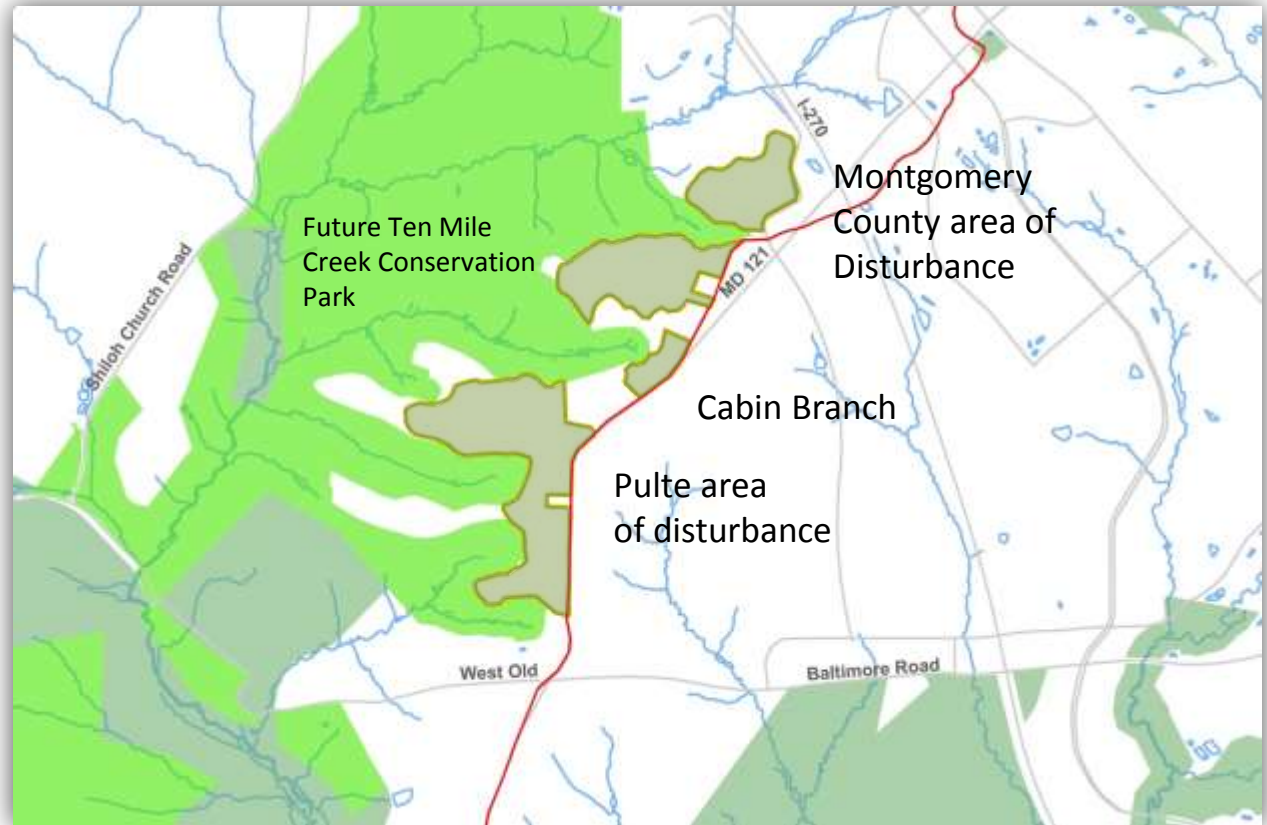 I-270
Montgomery
County area of
Disturbance
Future Ten Mile
Creek Conservation
Park
Shiloh Church Road
MD 121
Cabin Branch
Pulte area
of disturbance
West Old
Baltimore Road